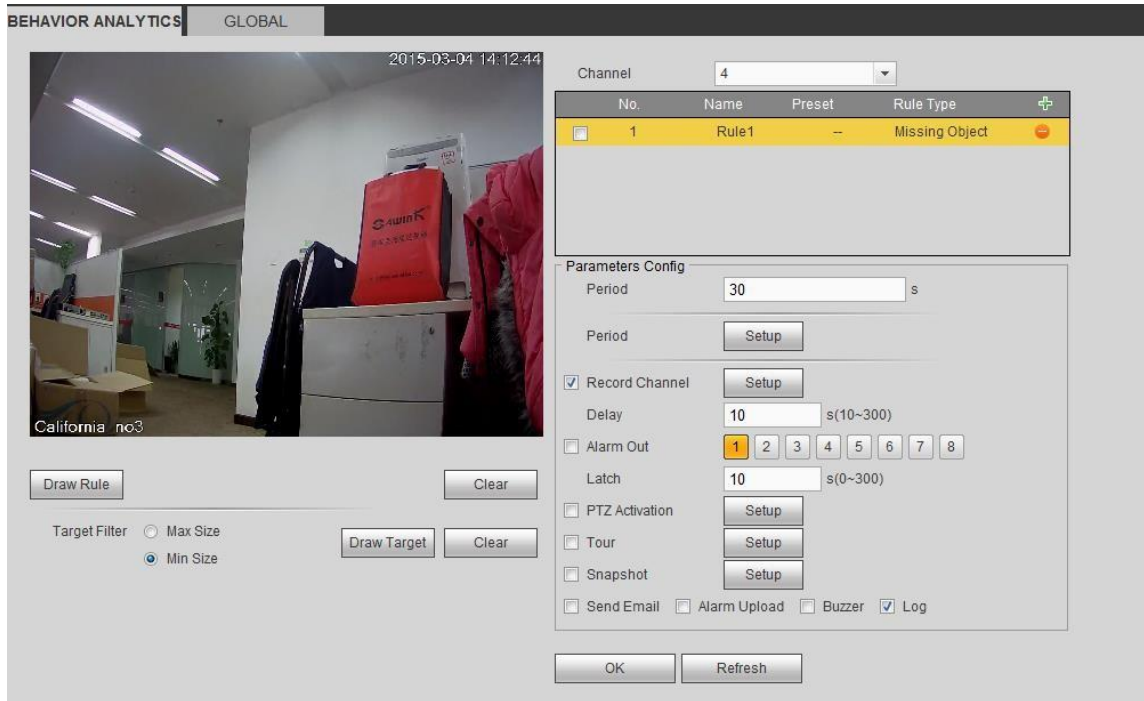 BEHAVIOR ANALYTICS GLOBAL
2015-03-04 14:12:44
SAWINK
California no3
Draw Rule Clear
Target Filter Max Size
Min Size
Draw Target Clear
Channel 4
No. Name Preset Rule Type
1 Rule1 -- Missing Object
Parameters Config
Period 30 s
Period Setup
Record Channel Setup
Delay 10 s(10~300)
Alarm Out 1 2 3 4 5 6 7 8
Latch 10 s(0~300)
PTZ Activation Setup
Tour Setup
Snapshot Setup
Send Email Alarm Upload Buzzer Log
OK Refresh